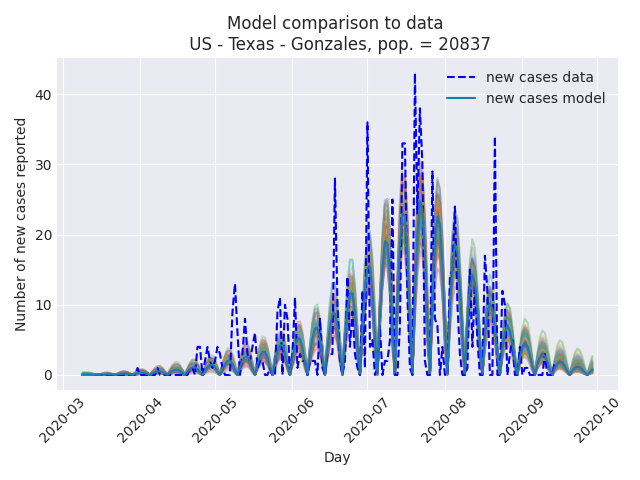 Model comparison to data
US - Texas - Gonzales, pop. = 20837
new cases data
new cases model
Number of new cases reported
40
30
20
10
0
2020-03
2020-04
2020-05
2020-06
2020-07
2020-08
2020-09
2020-10
Day